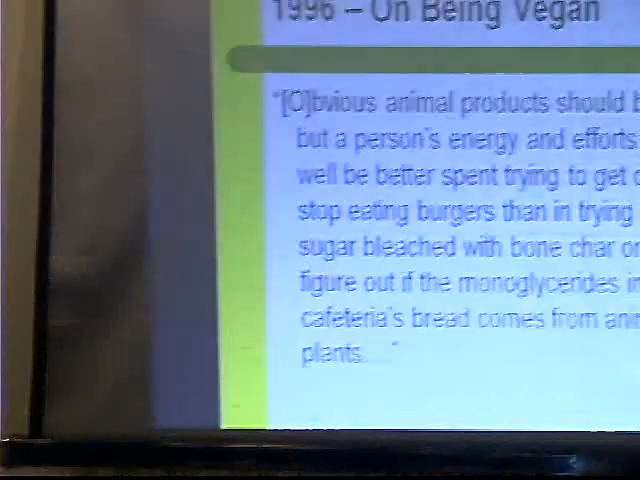 1996 – On Being Vegan
"[O]bvious animal products should b
but a person's energy and efforts
well be better spent trying to get o
stop eating burgers than in trying
sugar bleached with bone char or
figure out if the monoglycerides in
cafeteria's bread comes from anim
plants...."